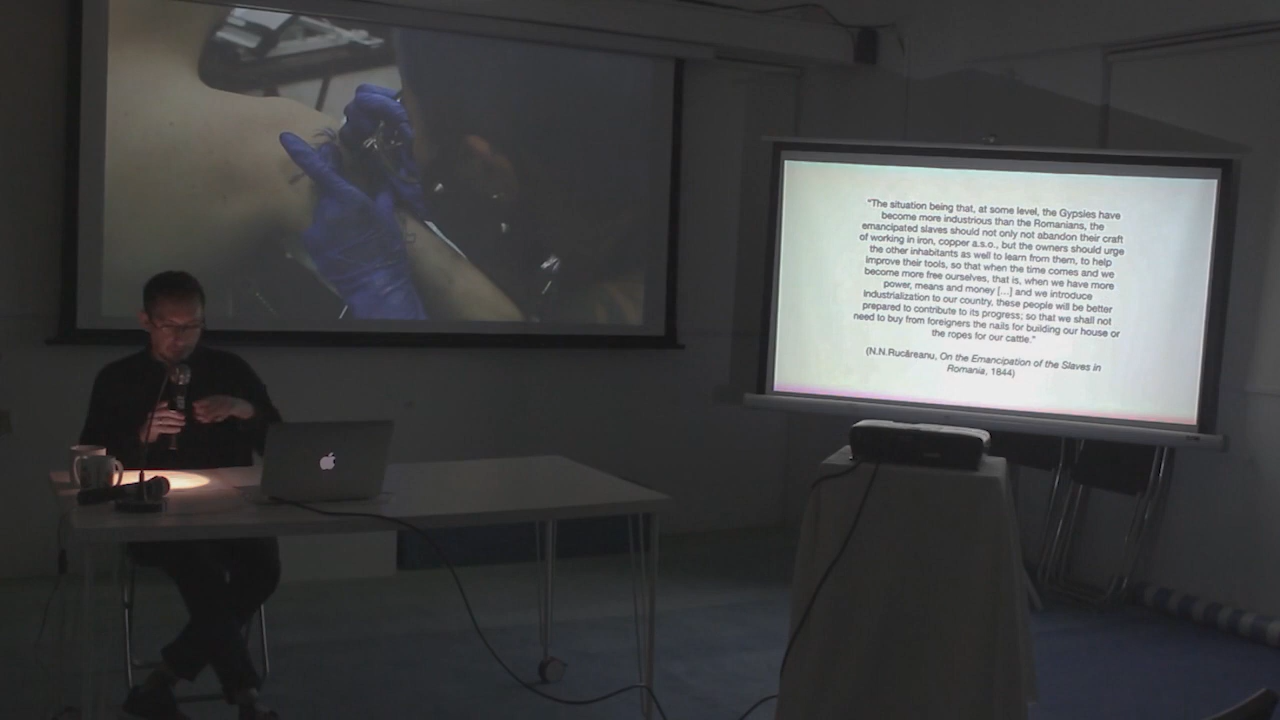 "The situation being that, at some level, the Gypsies have
become more industrious than the Romanians, the
emancipated slaves should not only not abandon their craft
of working in iron, copper a.s.o., but the owners should urge
the other inhabitants as well to learn from them, to help
improve their tools, so that when the time comes and we
become more free ourselves, that is, when we have more
power, means and money [...] and we introduce
industrialization to our country, these people will be better
prepared to contribute to its progress; so that we shall not
need to buy from foreigners the nails for building our house or
the ropes for our cattle."
(N.N.Rucăreanu, On the Emancipation of the Slaves in
Romania, 1844)